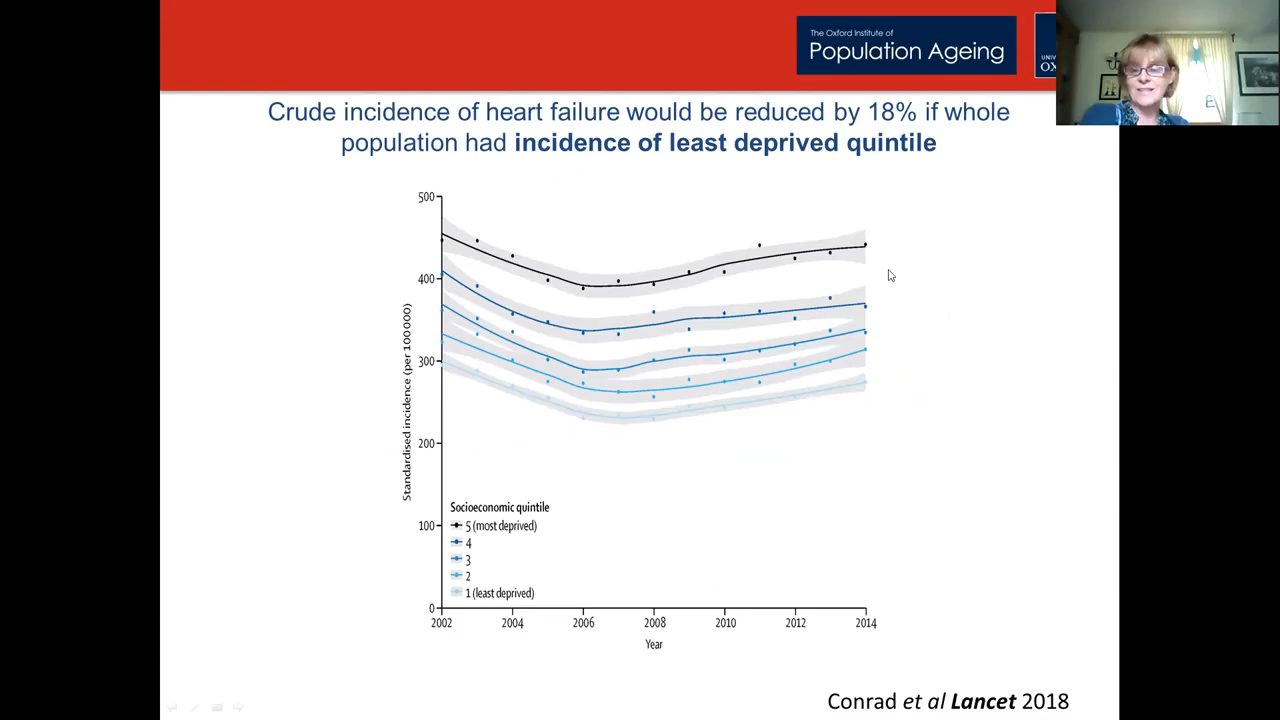 The Oxford Institute of
Population Ageing
UNIV
OX
Crude incidence of heart failure would be reduced by 18% if whole
population had incidence of least deprived quintile
500
400
300
200
100
0
Standardised incidence (per 100 000)
Socioeconomic quintile
5 (most deprived)
4
3
2
1 (least deprived)
2002 2004 2006 2008 2010 2012 2014
Year
Conrad et al Lancet 2018